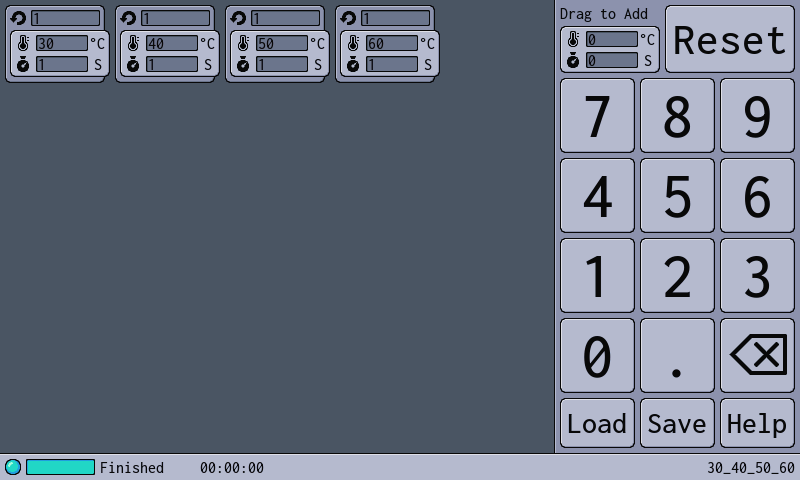 1 1 1 1
30 °C 40 °C 50 °C 60 °C
1 S 1 S 1 S 1 S
Drag to Add
0 °C
0 S
Reset
7 8 9
4 5 6
1 2 3
0 .
Load Save Help
Finished 00:00:00 30_40_50_60